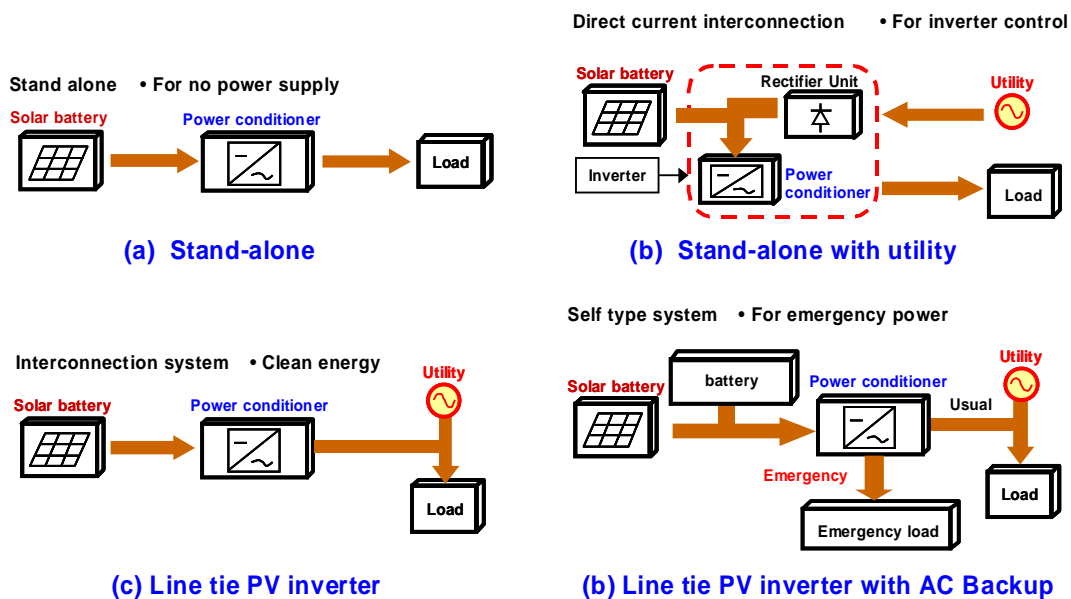 Stand alone • For no power supply
Solar battery
Power conditioner
Load
(a) Stand-alone
Direct current interconnection • For inverter control
Solar battery
Rectifier Unit
Utility
Inverter
Power
conditioner
Load
(b) Stand-alone with utility
Interconnection system • Clean energy
Utility
Solar battery
Power conditioner
Load
(c) Line tie PV inverter
Self type system • For emergency power
Utility
Solar battery
battery
Power conditioner
Usual
Emergency
Load
Emergency load
(b) Line tie PV inverter with AC Backup